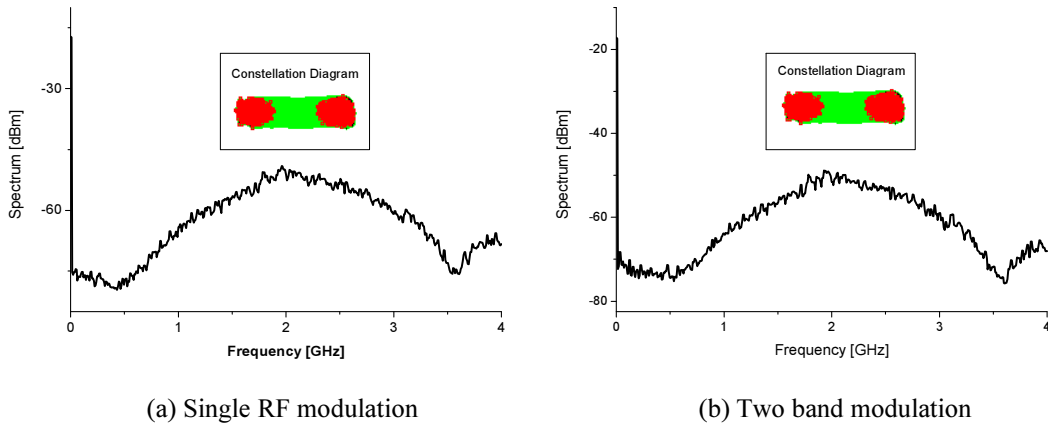 Constellation Diagram
-30
-60
Spectrum [dBm]
0 1 2 3 4
Frequency [GHz]
(a) Single RF modulation
Constellation Diagram
-20
-40
-60
-80
Spectrum [dBm]
0 1 2 3 4
Frequency [GHz]
(b) Two band modulation